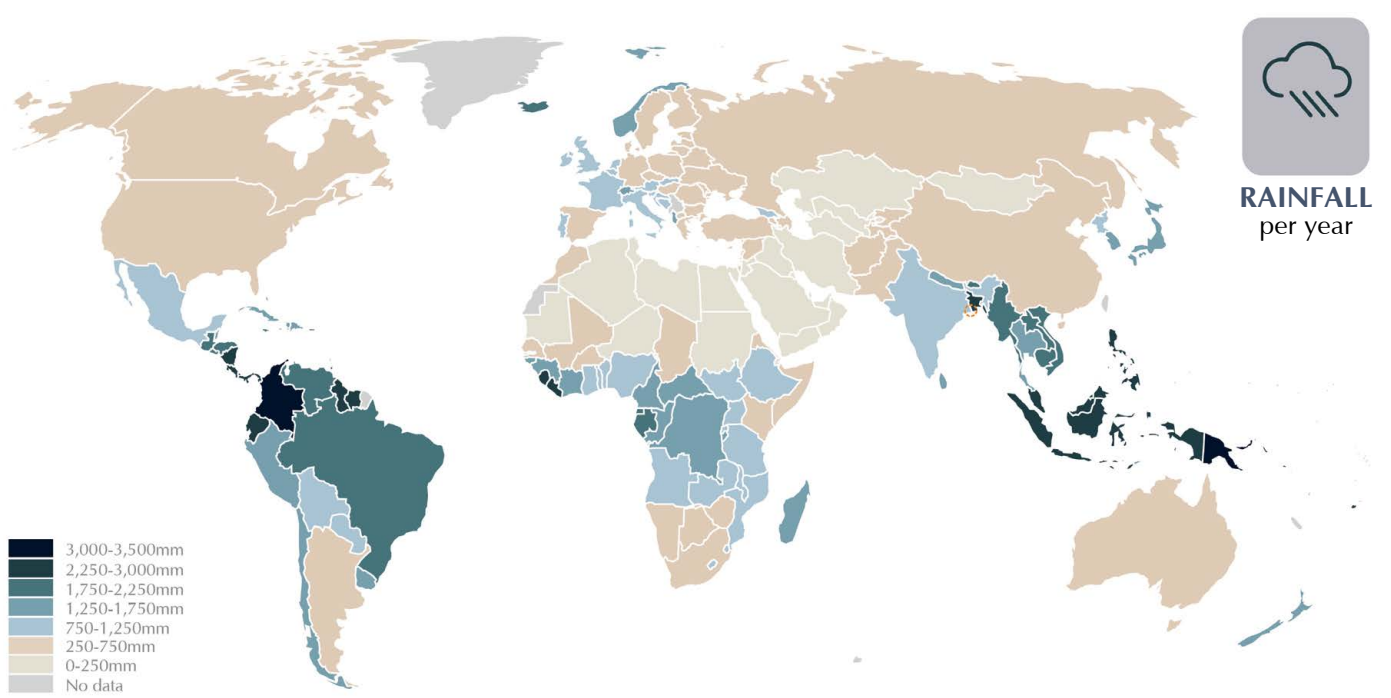 RAINFALL
per year
3,000-3,500mm
2,250-3,000mm
1,750-2,250mm
1,250-1,750mm
750-1,250mm
250-750mm
0-250mm
No data